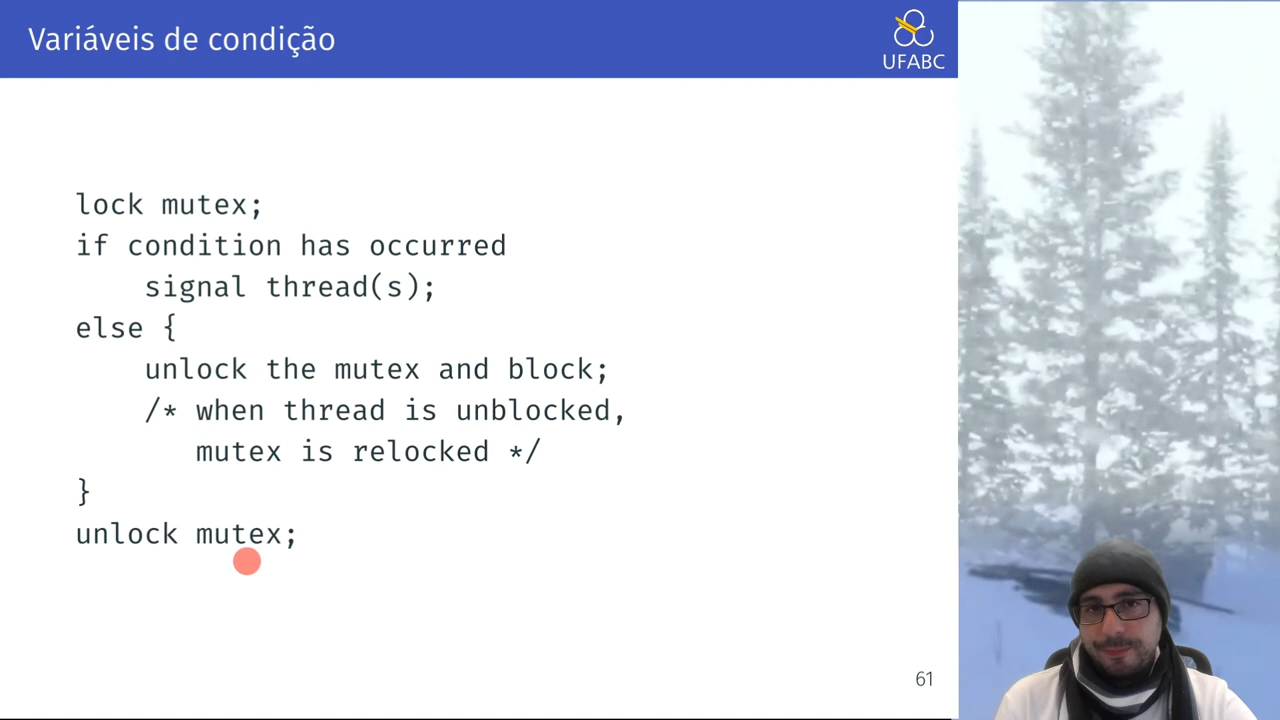 Variáveis de condição
UFABC
lock mutex;
if condition has occurred
signal thread(s);
else {
unlock the mutex and block;
/* when thread is unblocked,
mutex is relocked */
}
unlock mutex;
61